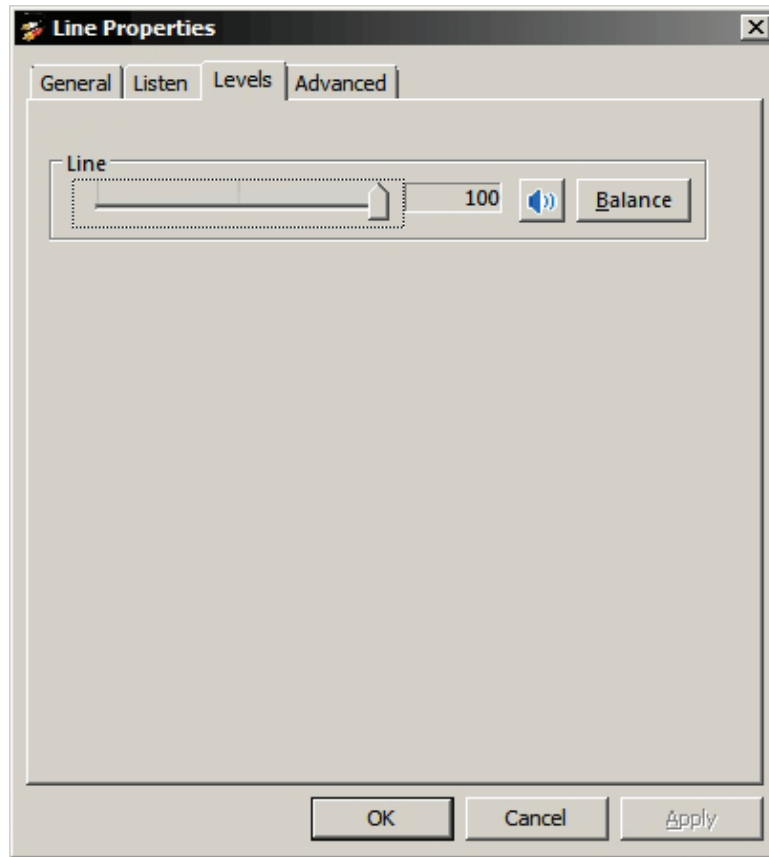 Line Properties
General Listen Levels Advanced
Line
100 Balance
OK Cancel Apply